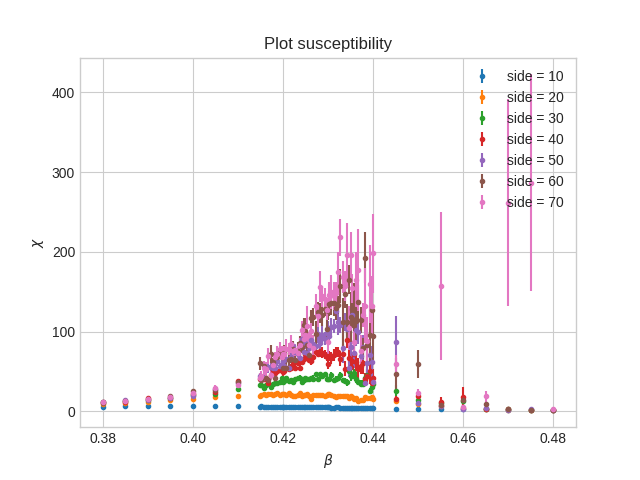 Plot susceptibility
400
300
200
100
0
χ
0.38
0.40
0.42
0.44
0.46
0.48
β
side = 10
side = 20
side = 30
side = 40
side = 50
side = 60
side = 70